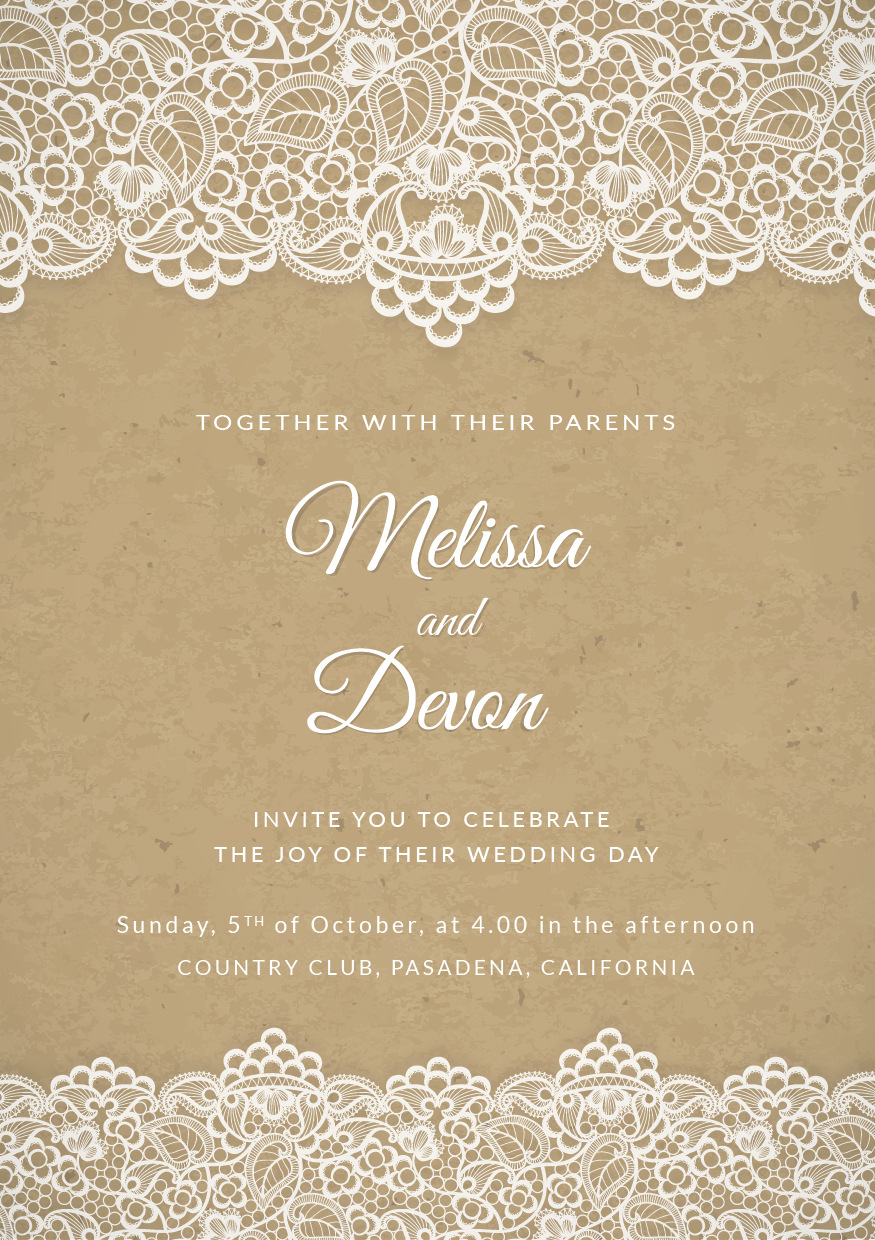 TOGETHER WITH THEIR PARENTS
Melissa
and
Devon
INVITE YOU TO CELEBRATE
THE JOY OF THEIR WEDDING DAY
Sunday, 5TH of October, at 4.00 in the afternoon
COUNTRY CLUB, PASADENA, CALIFORNIA